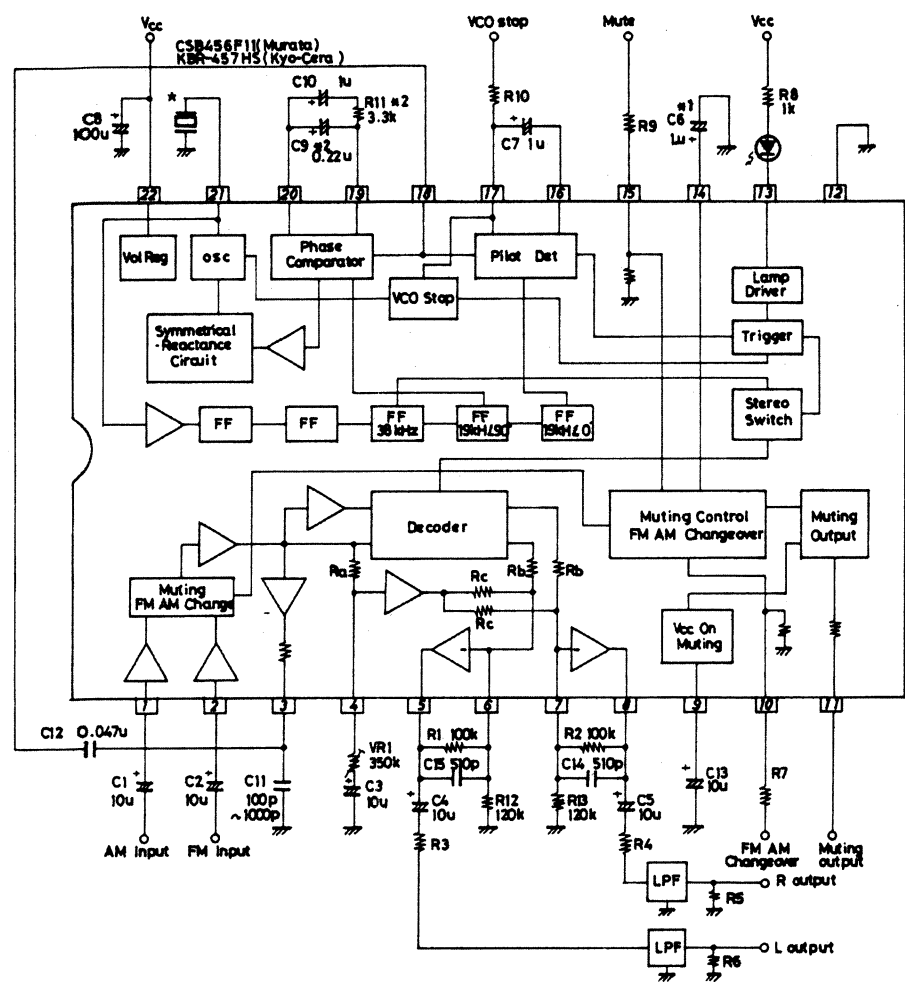 Vcc
CSB456F11(Murata)
KBR-457HS(Kyo-Cera)
VCO stop
Mute
Vcc
*
C8
100u
C10 1u
R11 *2
3.3k
C9 *2
0.22u
R10
C7 1u
R9
*1
C6
1u
R8
1k
22
21
20
19
18
17
16
15
14
13
12
Vol Reg
OSC
Phase
Comparator
Pilot Det
VCO Stop
Lamp
Driver
Trigger
Symmetrical
-Reactance
Circuit
Stereo
Switch
FF
FF
FF
38kHz
FF
19kHz∠90
FF
19kHz∠0
Decoder
Muting Control
FM AM Changeover
Muting
Output
Ra
Rb
Rb
Rc
Rc
Muting
FM AM Change
Vcc On
Muting
1
2
3
4
5
6
7
8
9
10
11
C12 0.047u
C1
10u
C2
10u
C11
100p
~1000p
VR1
350k
C3
10u
R1 100k
C15 510p
C4
10u
R12
120k
R3
R2 100k
C14 510p
R13
120k
C5
10u
R4
C13
10u
R7
AM Input
FM Input
FM AM
Changeover
Muting
output
LPF
R output
R5
LPF
L output
R6